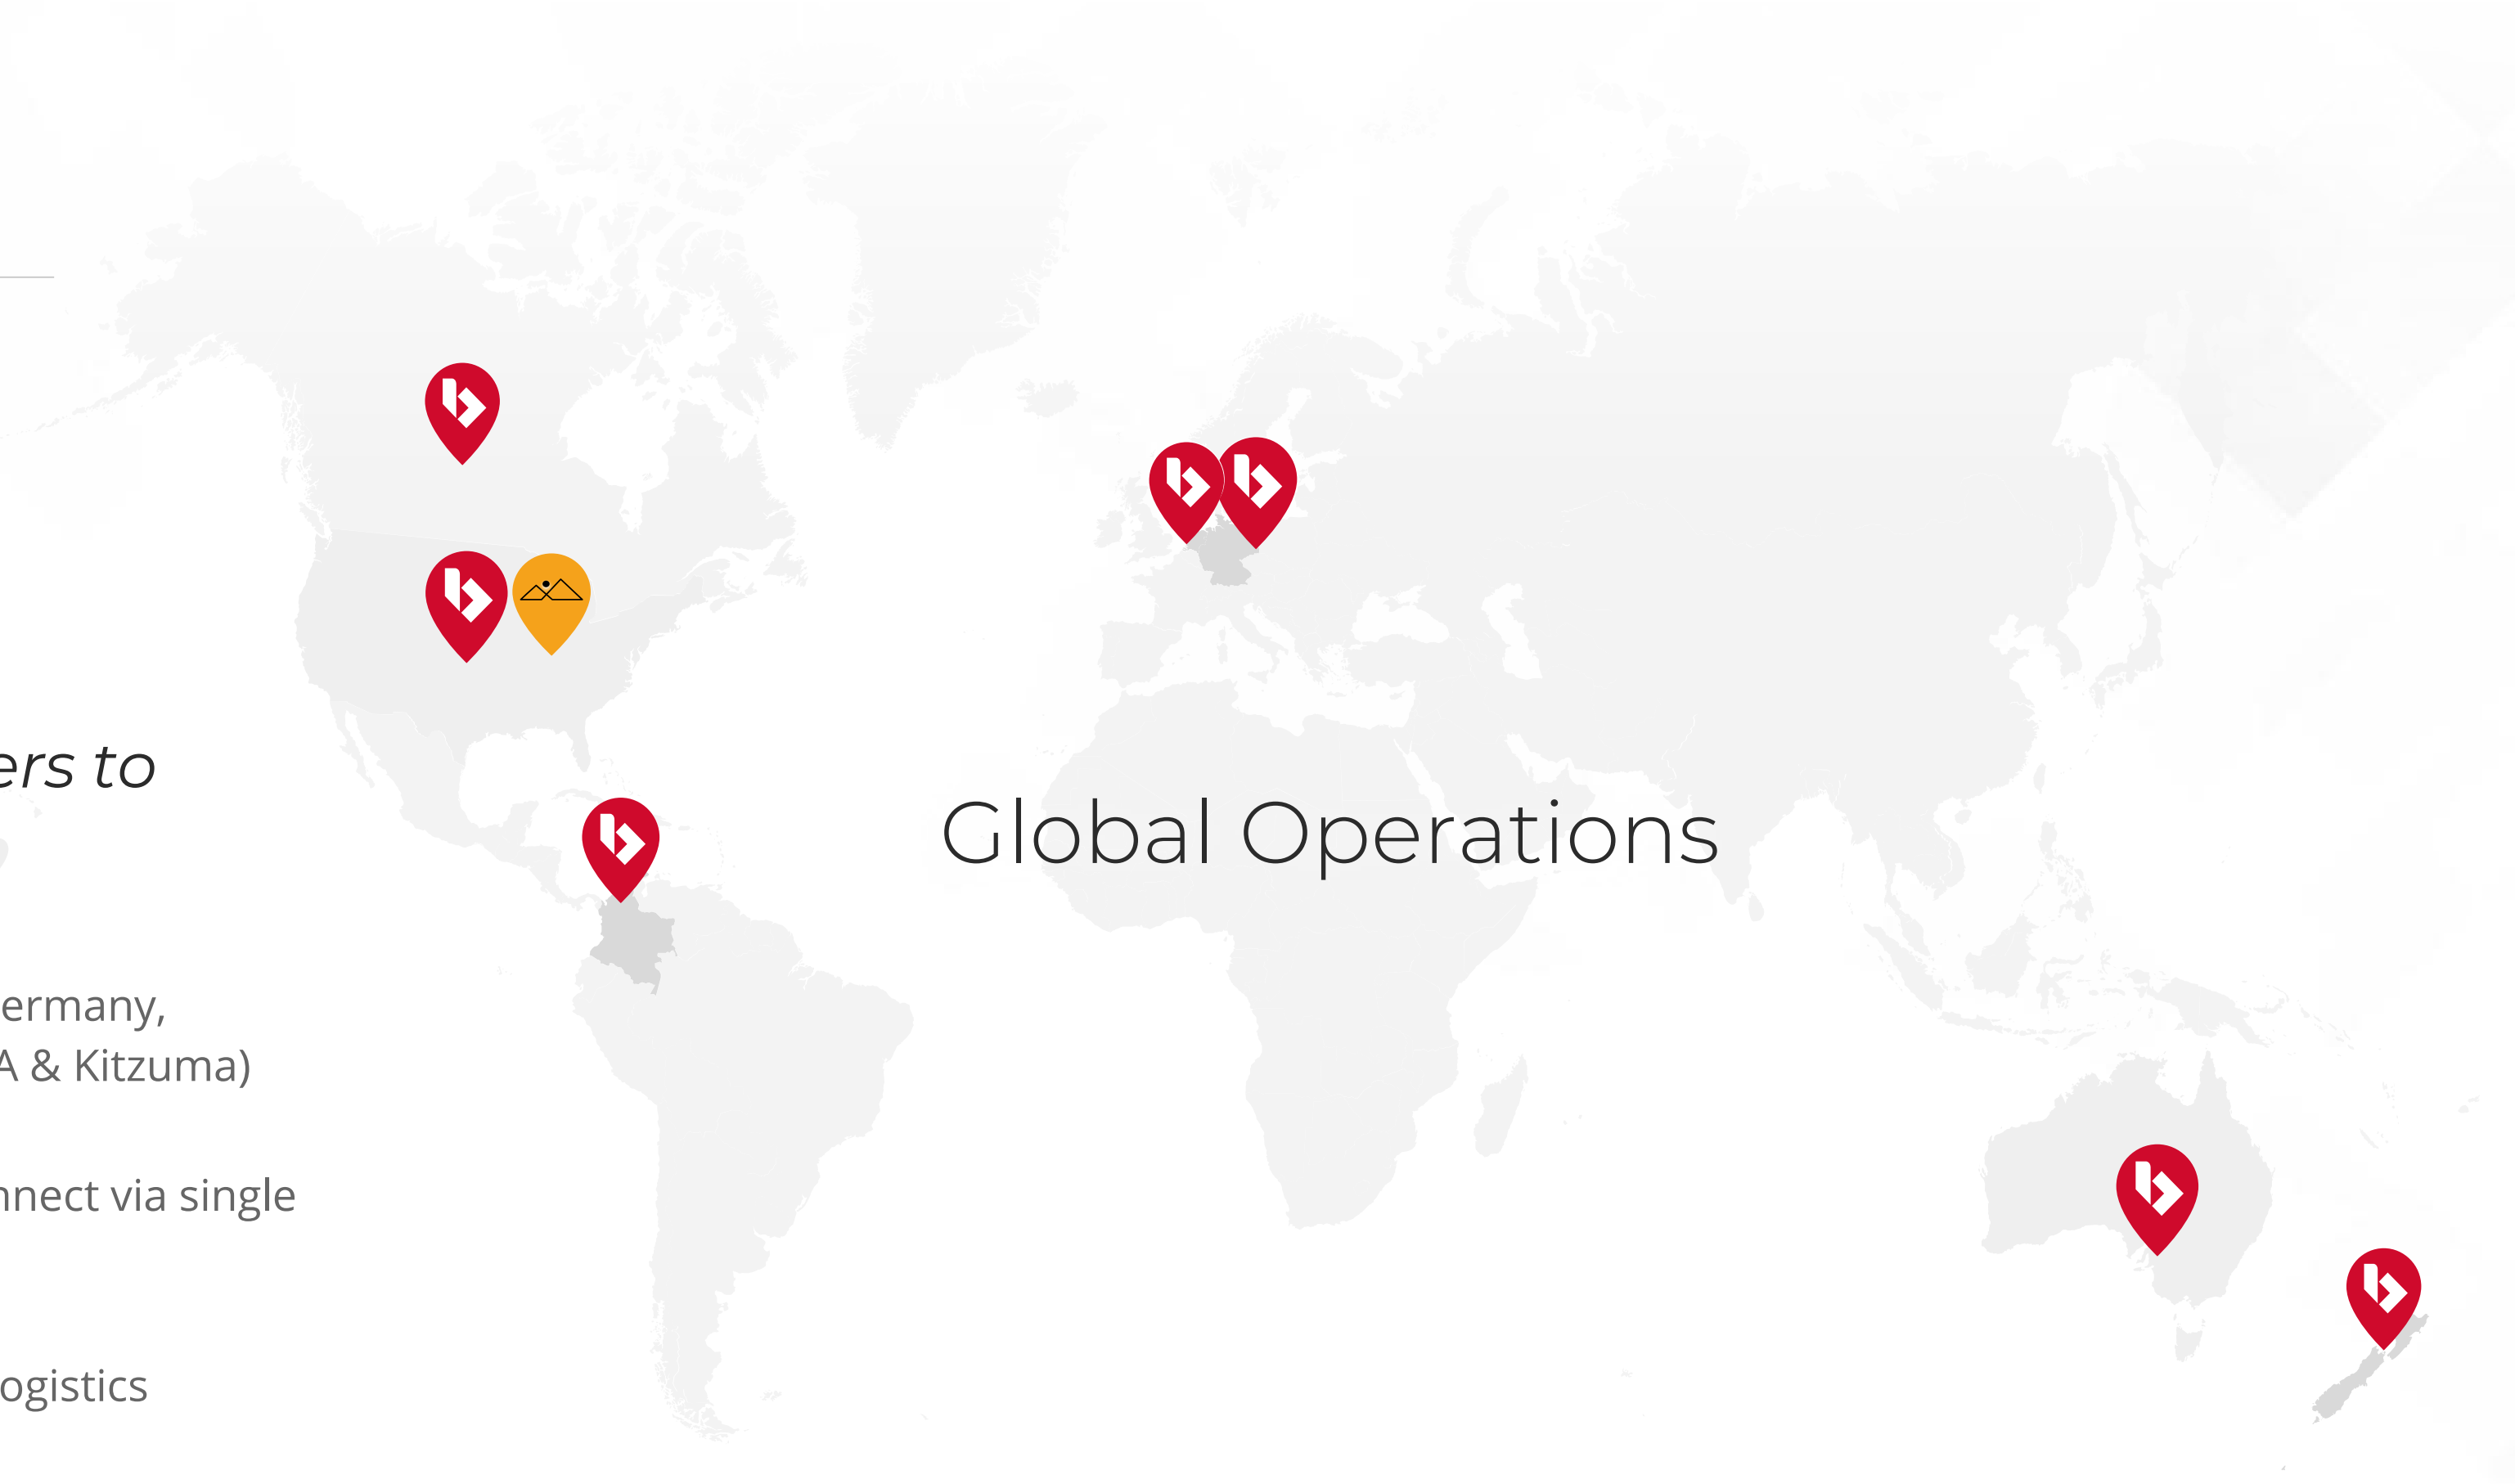 ers to
Global Operations
ermany,
A & Kitzuma)
nnect via single
ogistics